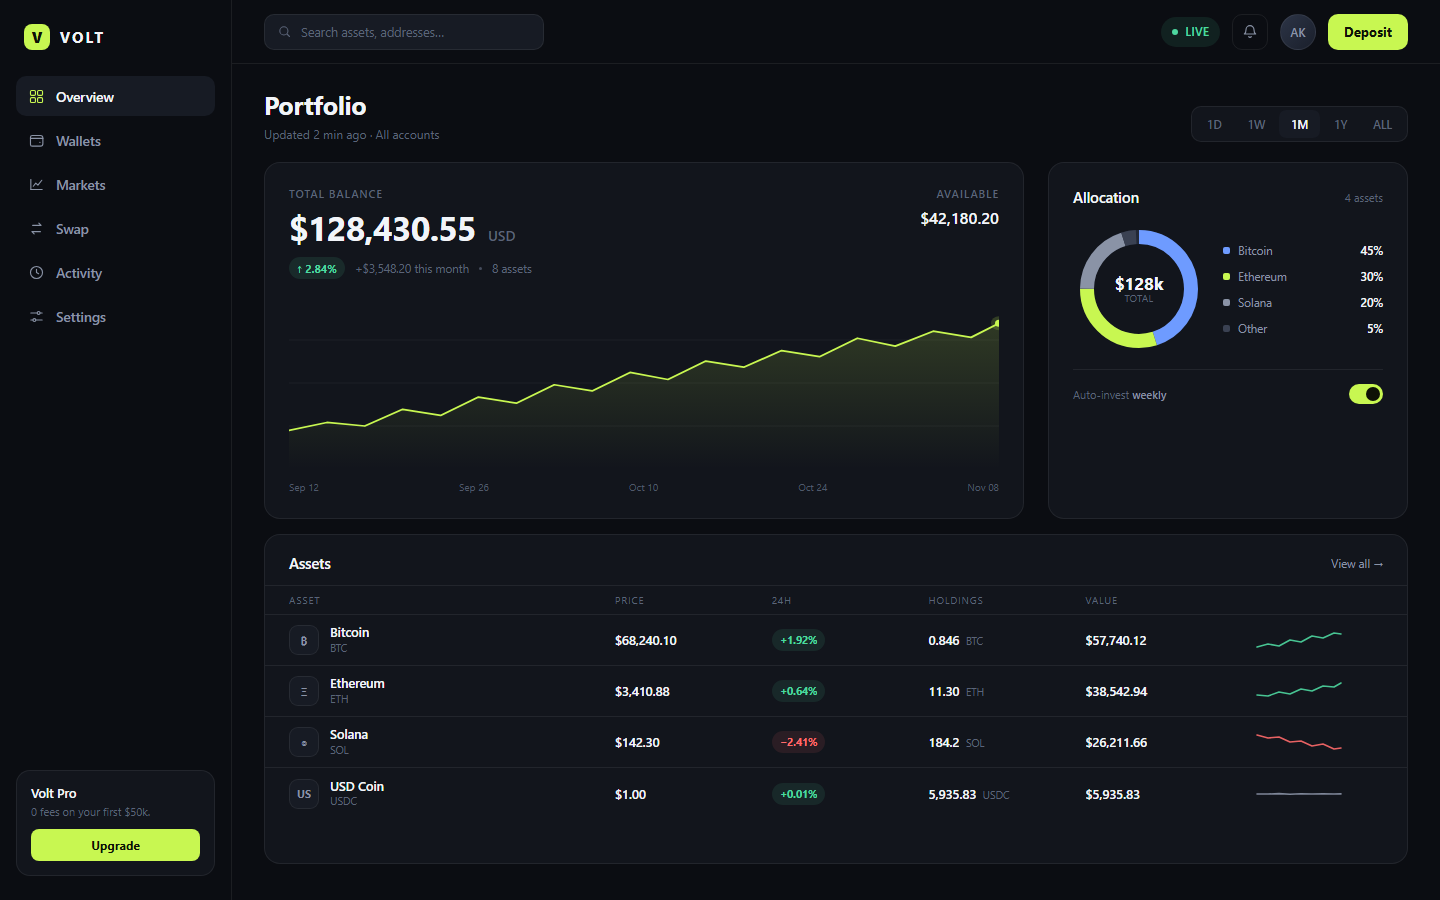 V VOLT
Search assets, addresses...
LIVE
AK
Deposit
Overview
Wallets
Markets
Swap
Activity
Settings
Portfolio
Updated 2 min ago · All accounts
1D 1W 1M 1Y ALL
TOTAL BALANCE
$128,430.55 USD
↑ 2.84% +$3,548.20 this month • 8 assets
AVAILABLE
$42,180.20
Sep 12 Sep 26 Oct 10 Oct 24 Nov 08
Allocation 4 assets
$128k
TOTAL
Bitcoin 45%
Ethereum 30%
Solana 20%
Other 5%
Auto-invest weekly
Assets View all →
ASSET PRICE 24H HOLDINGS VALUE
Bitcoin
BTC
$68,240.10 +1.92% 0.846 BTC $57,740.12
Ξ
Ethereum
ETH
$3,410.88 +0.64% 11.30 ETH $38,542.94
Solana
SOL
$142.30 −2.41% 184.2 SOL $26,211.66
US
USD Coin
USDC
$1.00 +0.01% 5,935.83 USDC $5,935.83
Volt Pro
0 fees on your first $50k.
Upgrade